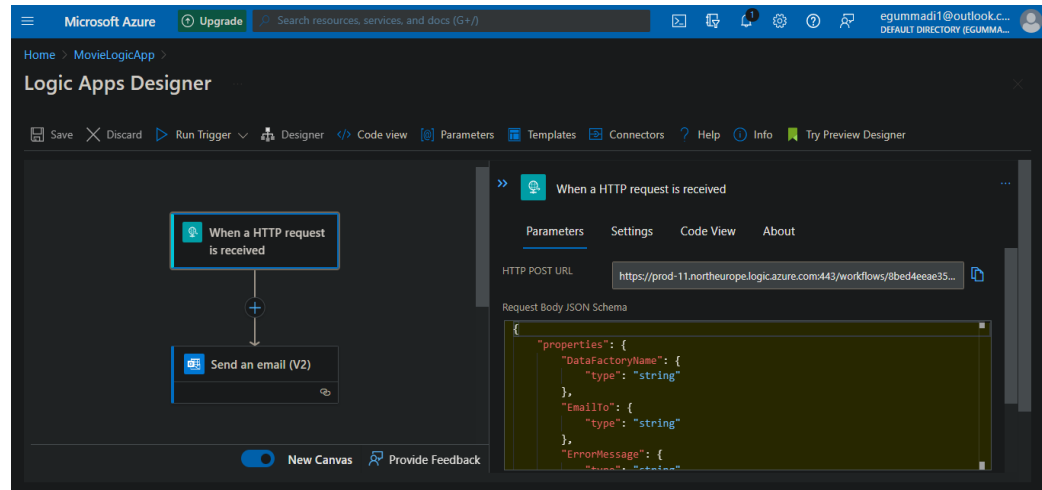 Microsoft Azure
Upgrade
Search resources, services, and docs (G+/)
1
egummadi1@outlook.c...
DEFAULT DIRECTORY (EGUMMA...
Home > MovieLogicApp >
Logic Apps Designer
Save Discard Run Trigger Designer Code view Parameters Templates Connectors Help Info Try Preview Designer
When a HTTP request
is received
Send an email (V2)
New Canvas Provide Feedback
When a HTTP request is received
Parameters Settings Code View About
HTTP POST URL
https://prod-11.northeurope.logic.azure.com:443/workflows/8bed4eeae35...
Request Body JSON Schema
{
"properties": {
"DataFactoryName": {
"type": "string"
},
"EmailTo": {
"type": "string"
},
"ErrorMessage": {
"type": "string"